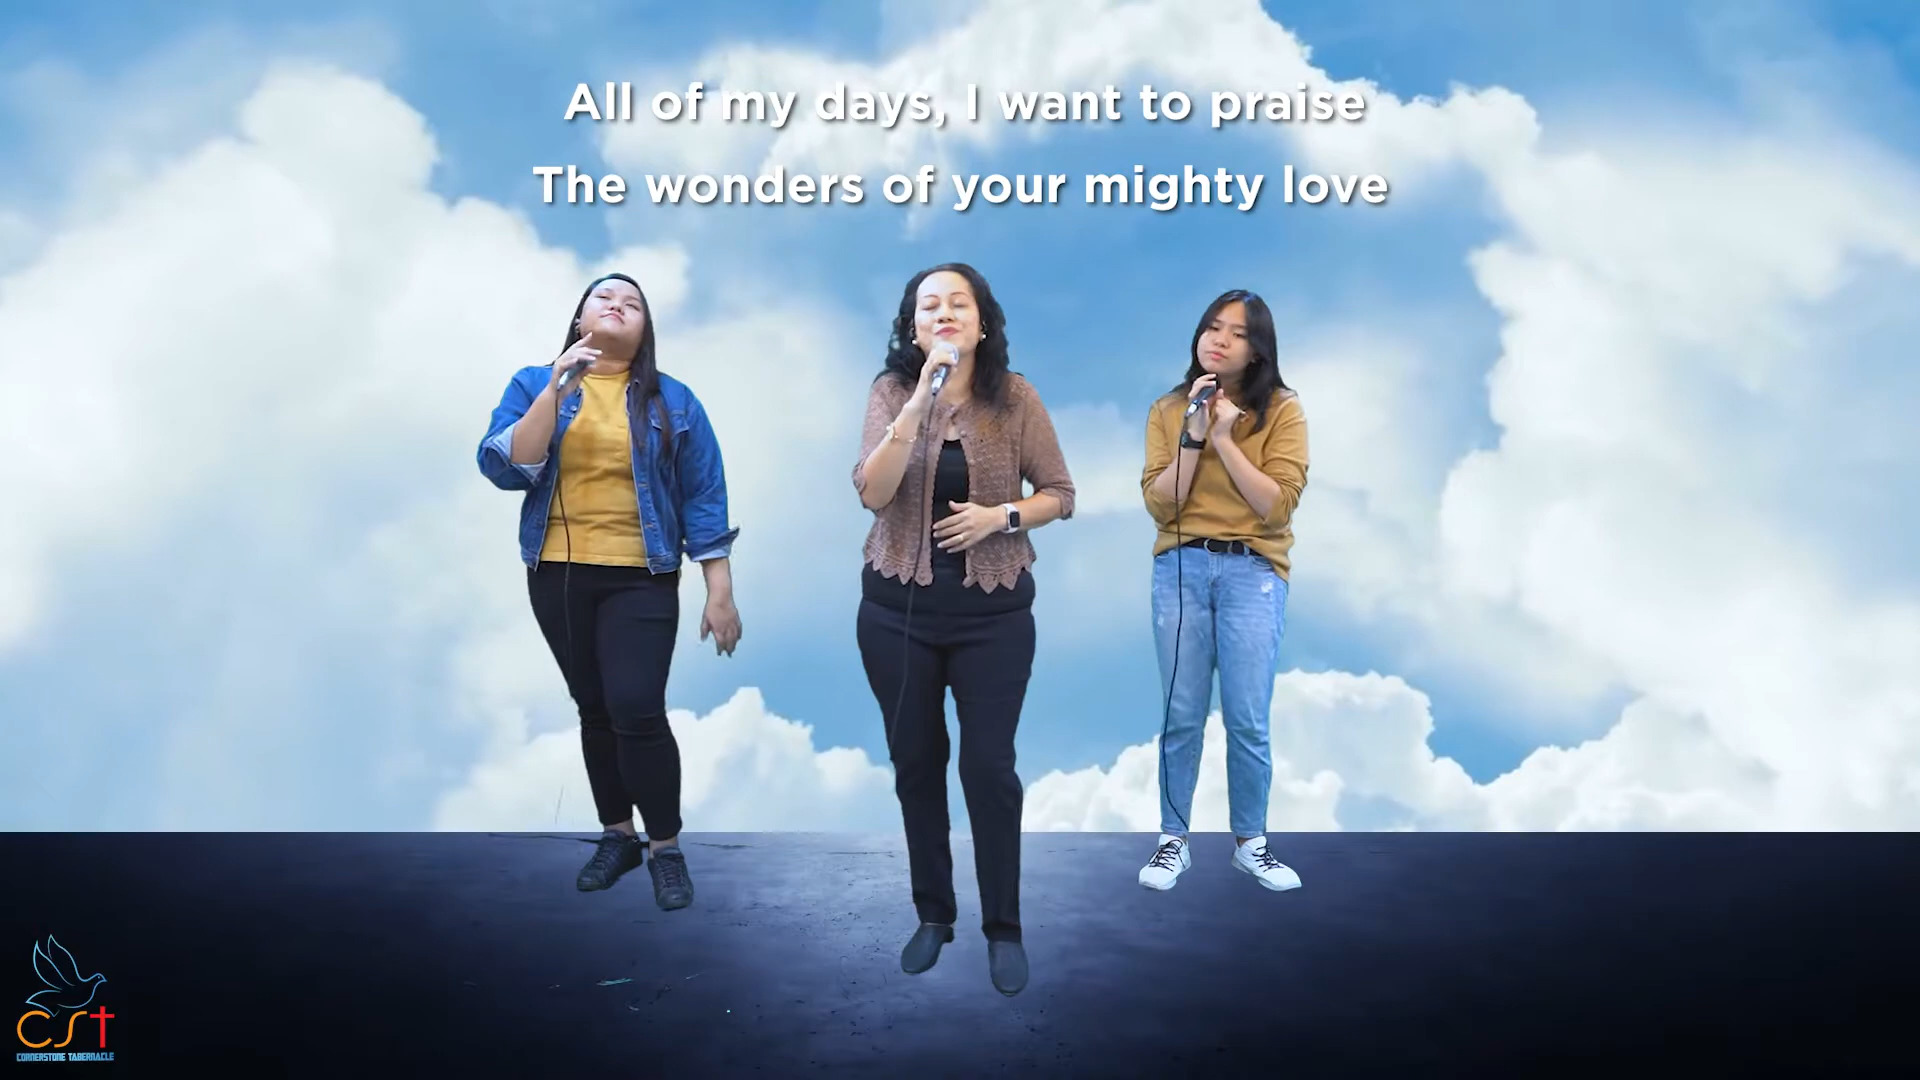 All of my days, I want to praise
The wonders of your mighty love
CST
CORNERSTONE TABERNACLE